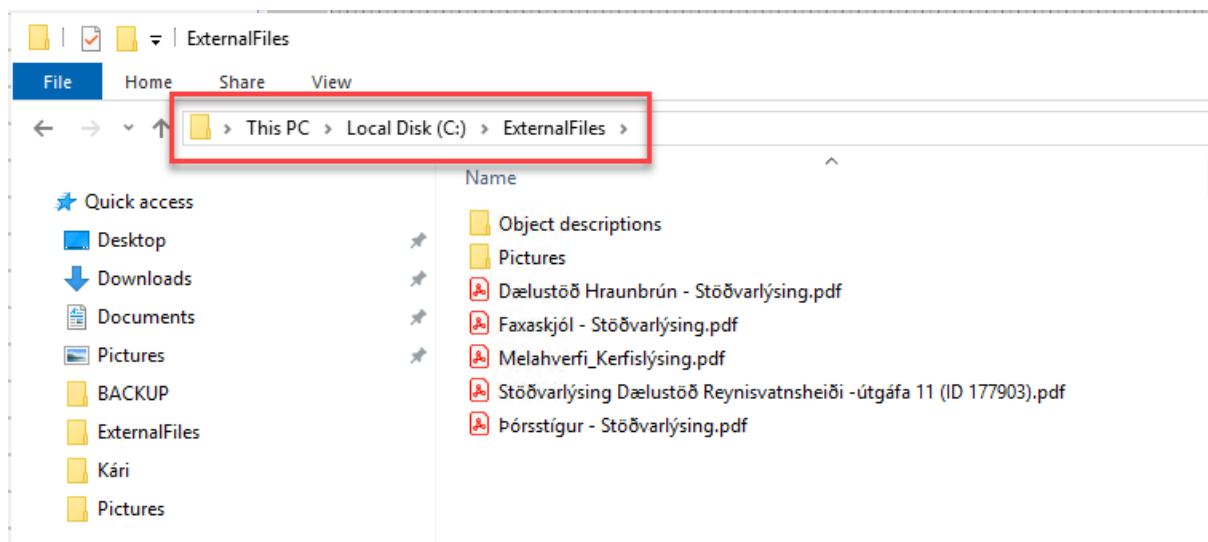 ExternalFiles
File Home Share View
This PC > Local Disk (C:) > ExternalFiles >
Name
Quick access
Desktop
Downloads
Documents
Pictures
BACKUP
ExternalFiles
Kári
Pictures
Object descriptions
Pictures
Dælustöð Hraunbrún - Stöðvarlýsing.pdf
Faxaskjól - Stöðvarlýsing.pdf
Melahverfi_Kerfislýsing.pdf
Stöðvarlýsing Dælustöð Reynisvatnsheiði -útgáfa 11 (ID 177903).pdf
Þórsstígur - Stöðvarlýsing.pdf